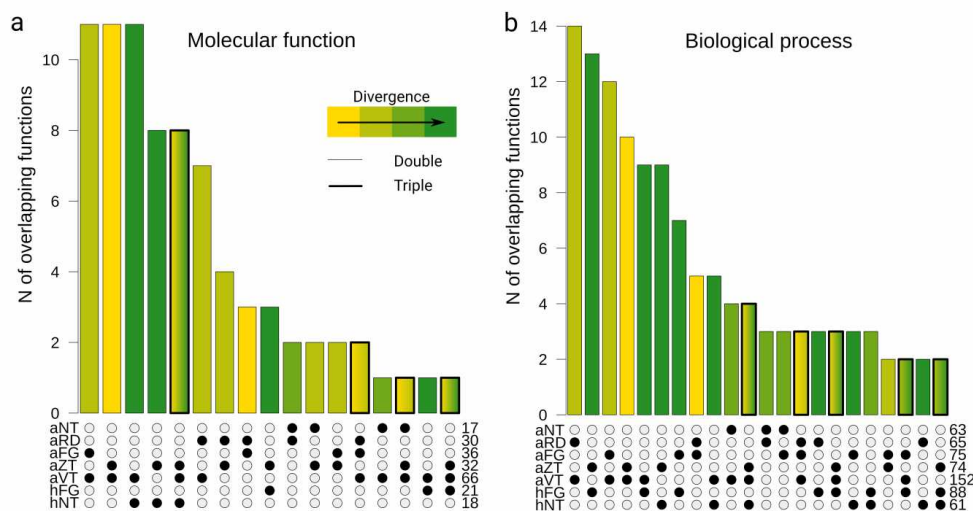 a
Molecular function
N of overlapping functions
10
8
6
4
2
0
Divergence
Double
Triple
aNT 17
aRD 30
aFG 36
aZT 32
aVT 66
hFG 21
hNT 18
b
Biological process
N of overlapping functions
14
12
10
8
6
4
2
0
aNT 63
aRD 65
aFG 75
aZT 74
aVT 152
hFG 88
hNT 61